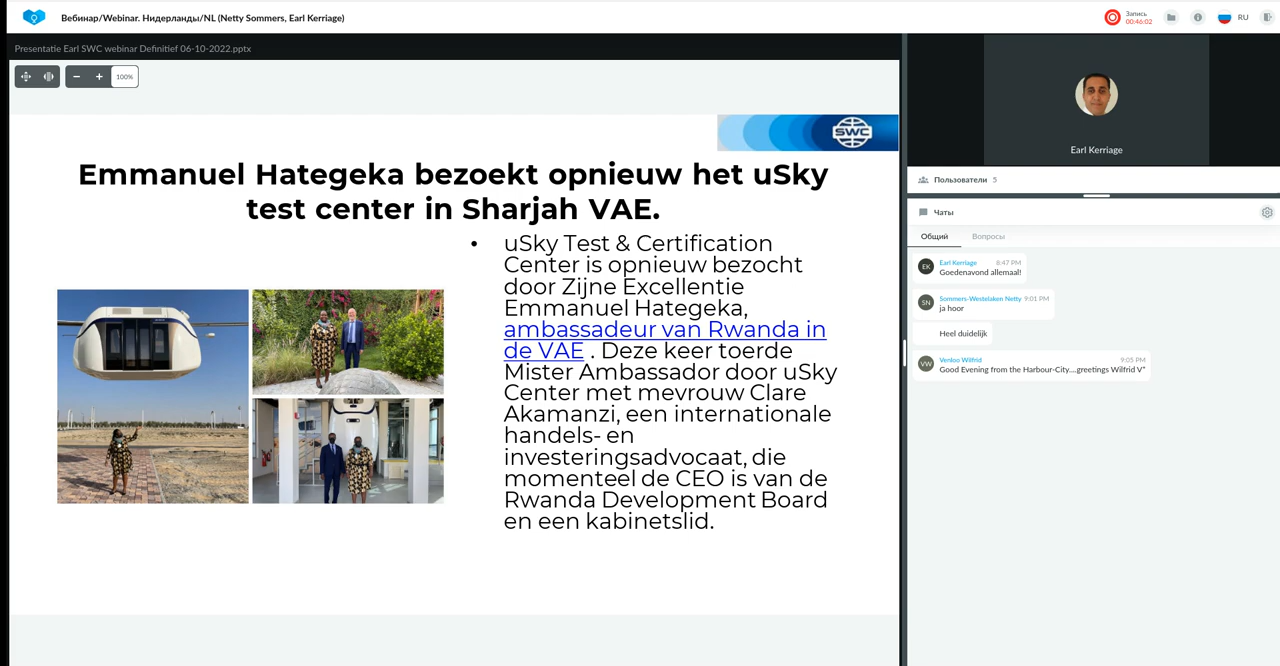 Вебинар/Webinar. Нидерланды/NL (Netty Sommers, Earl Kerriage)
Запись
00:46:02
RU
Presentatie Earl SWC webinar Definitief 06-10-2022.pptx
100%
SWC
Emmanuel Hategeka bezoekt opnieuw het uSky
test center in Sharjah VAE.
• uSky Test & Certification
Center is opnieuw bezocht
door Zijne Excellentie
Emmanuel Hategeka,
ambassadeur van Rwanda in
de VAE . Deze keer toerde
Mister Ambassador door uSky
Center met mevrouw Clare
Akamanzi, een internationale
handels- en
investeringsadvocaat, die
momenteel de CEO is van de
Rwanda Development Board
en een kabinetslid.
Earl Kerriage
Пользователи 5
Чаты
Общий Вопросы
EK
Earl Kerriage 8:47 PM
Goedenavond allemaal!
SN
Sommers-Westelaken Netty 9:01 PM
ja hoor
Heel duidelijk
VW
Venloo Wilfrid 9:05 PM
Good Evening from the Harbour-City....greetings Wilfrid V"